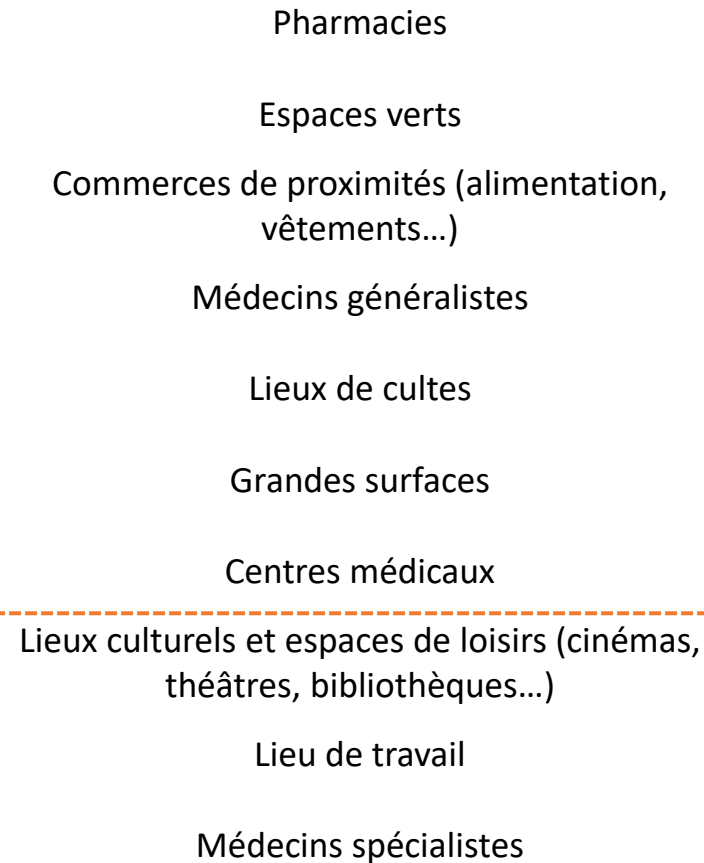 Pharmacies
Espaces verts
Commerces de proximités (alimentation,
vêtements…)
Médecins généralistes
Lieux de cultes
Grandes surfaces
Centres médicaux
Lieux culturels et espaces de loisirs (cinémas,
théâtres, bibliothèques…)
Lieu de travail
Médecins spécialistes